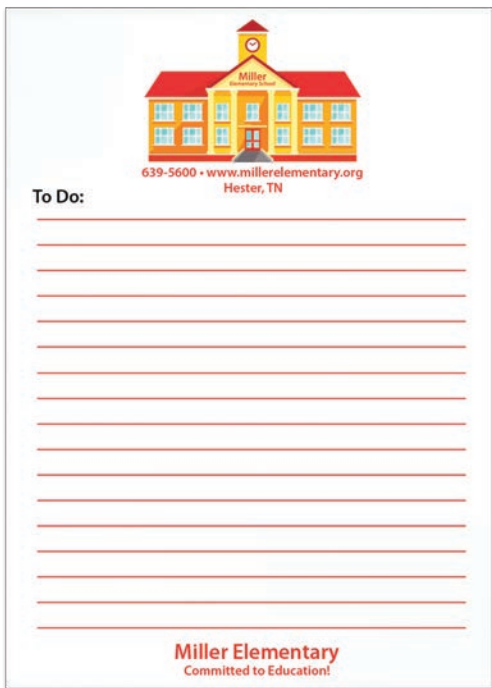 Miller
Elementary School
639-5600 • www.millerelementary.org
Hester, TN
To Do:
Miller Elementary
Committed to Education!